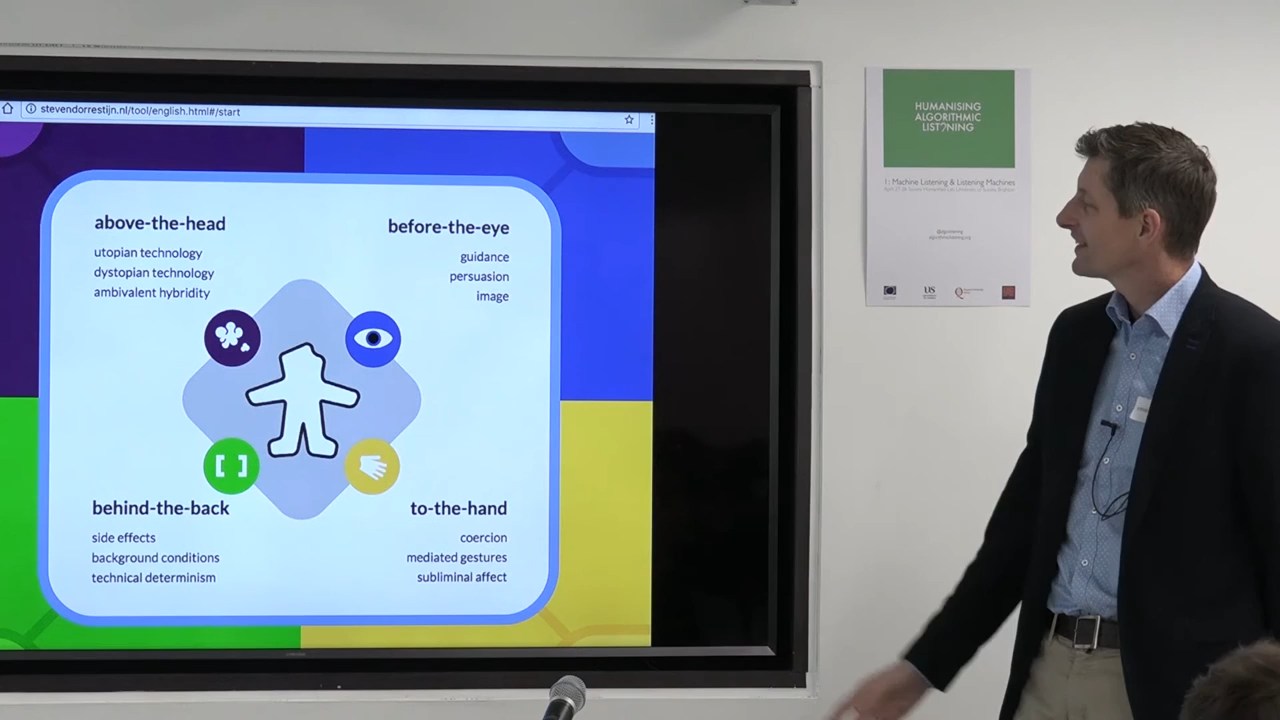 stevendorrestijn.nl/tool/english.html#/start
above-the-head
utopian technology
dystopian technology
ambivalent hybridity
before-the-eye
guidance
persuasion
image
behind-the-back
side effects
background conditions
technical determinism
to-the-hand
coercion
mediated gestures
subliminal affect
HUMANISING
ALGORITHMIC
LISTENING
1: Machine Listening & Listening Machines
US